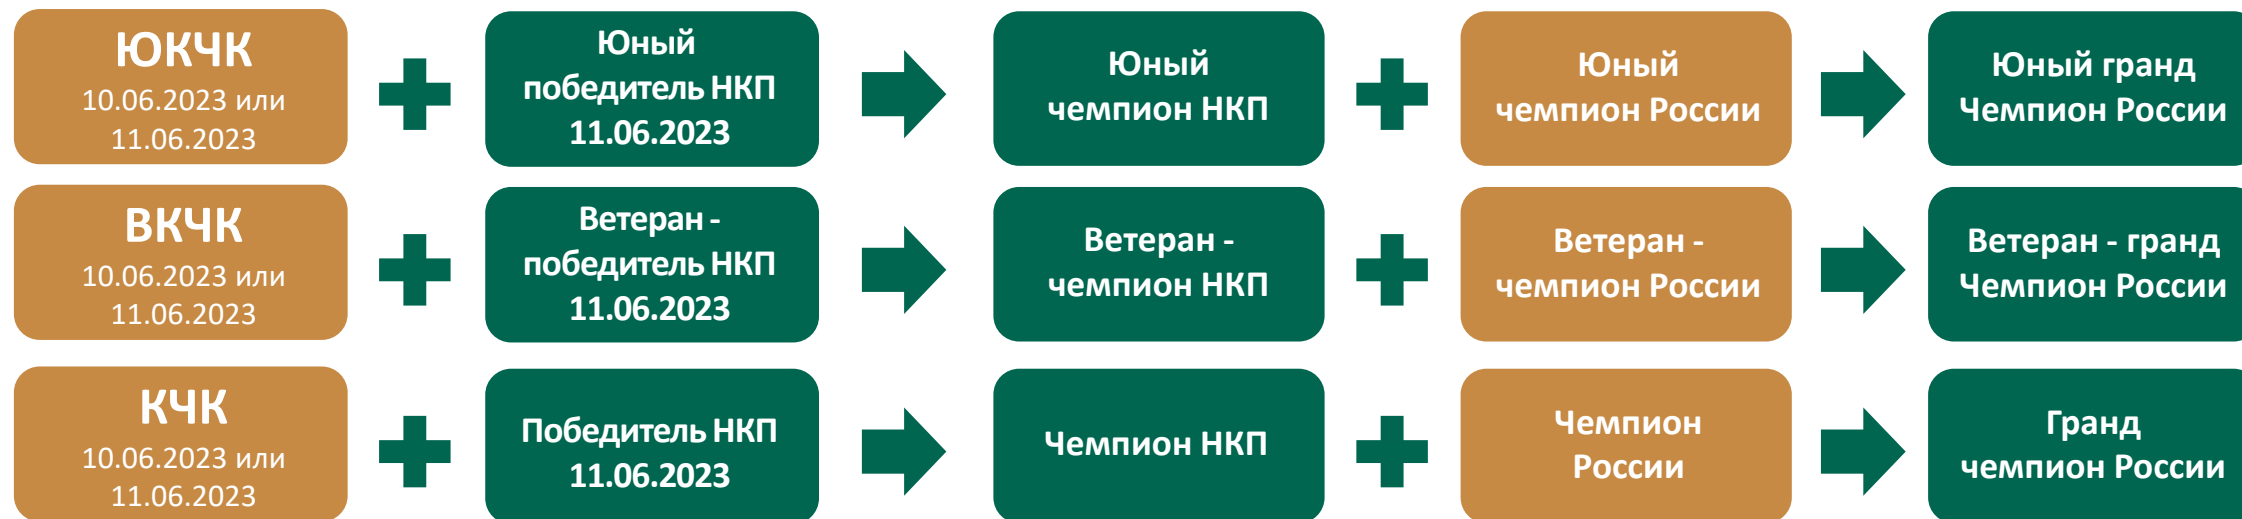 ЮКЧК
10.06.2023 или
11.06.2023
Юный
победитель НКП
11.06.2023
Юный
чемпион НКП
Юный
чемпион России
Юный гранд
Чемпион России
ВКЧК
10.06.2023 или
11.06.2023
Ветеран -
победитель НКП
11.06.2023
Ветеран -
чемпион НКП
Ветеран -
чемпион России
Ветеран - гранд
Чемпион России
КЧК
10.06.2023 или
11.06.2023
Победитель НКП
11.06.2023
Чемпион НКП
Чемпион
России
Гранд
чемпион России